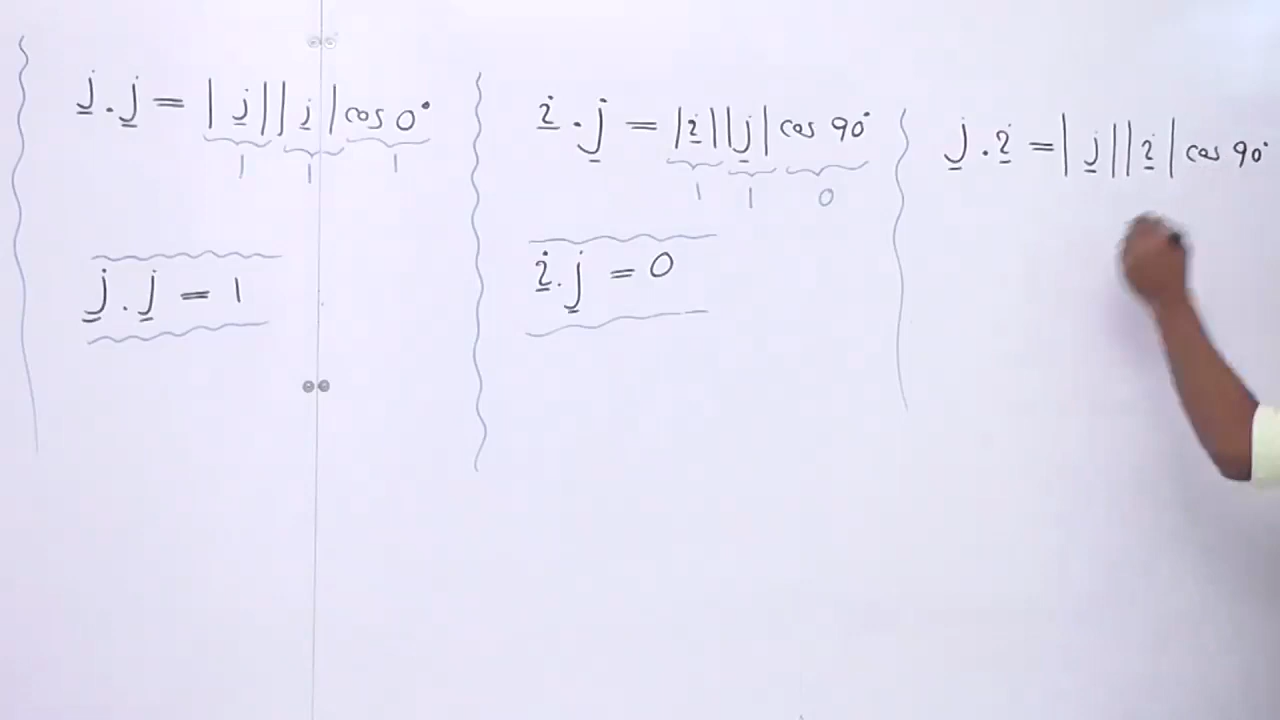 j . j = | j | | j | cos 0°
1 1 1
j . j = 1
i . j = | i | | j | cos 90°
1 1 0
i . j = 0
j . i = | j | | i | cos 90°